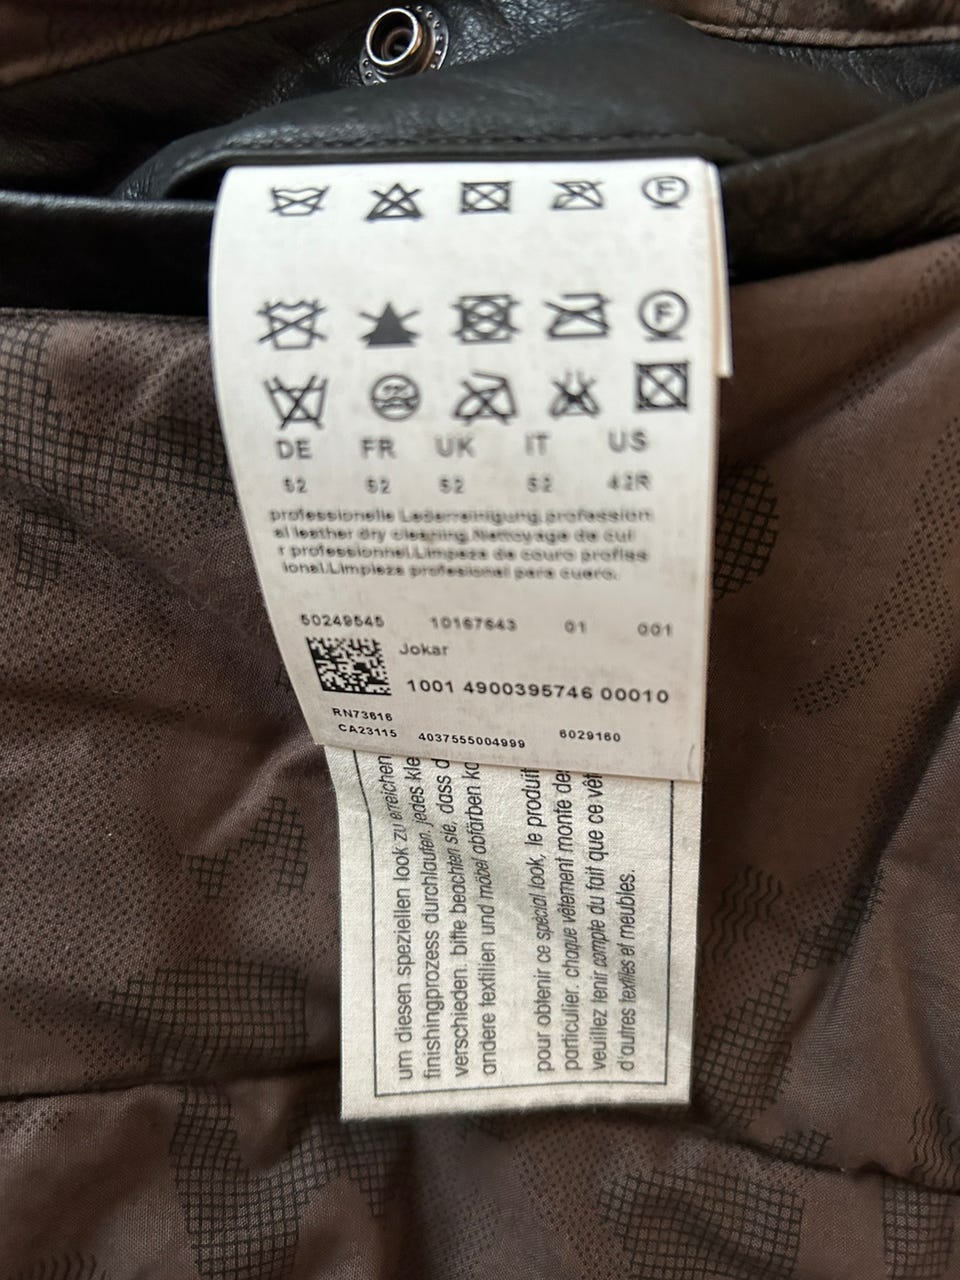 F
F
DE FR UK IT US
52 52 52 52 42R
professionelle Lederreinigung.profession
al leather dry cleaning.Nettoyage de cui
r professionnel.Limpeza de couro profiss
ional.Limpieza profesional para cuero.
50249545 10167643 01 001
Jokar
1001 4900395746 00010
RN73616
CA23115 4037555004999 6029160
um diesen speziellen look zu erreichen
finishingprozess durchlaufen. jedes kle
verschieden. bitte beachten sie, dass d
andere textilien und möbel abfärben kö
pour obtenir ce spécial look, le produit
particulier. chaque vêtement monte de
veuillez tenir compte du fait que ce vêt
d'autres textiles et meubles.